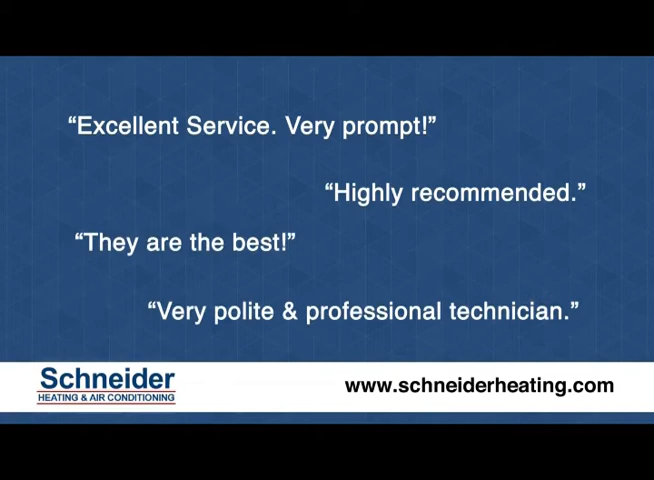 “Excellent Service. Very prompt!”
“Highly recommended.”
“They are the best!”
“Very polite & professional technician.”
Schneider
HEATING & AIR CONDITIONING
www.schneiderheating.com